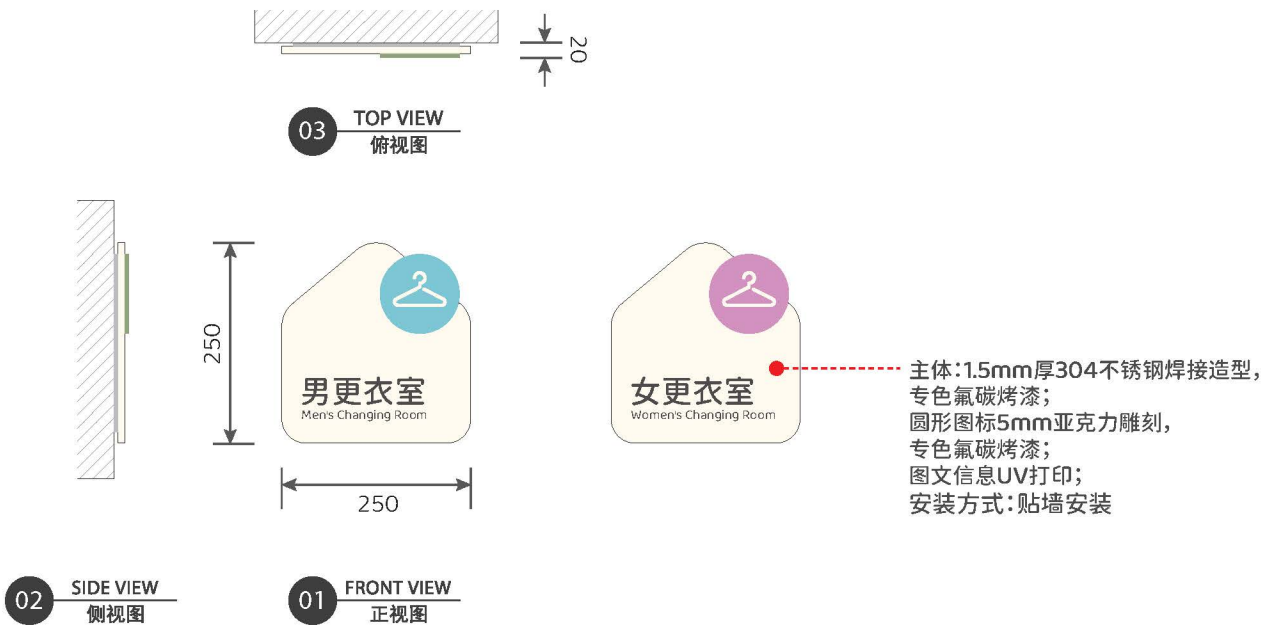 20
03
TOP VIEW
俯视图
250
男更衣室
Men's Changing Room
250
女更衣室
Women's Changing Room
主体:1.5mm厚304不锈钢焊接造型,
专色氟碳烤漆;
圆形图标5mm亚克力雕刻,
专色氟碳烤漆;
图文信息UV打印;
安装方式:贴墙安装
02
SIDE VIEW
侧视图
01
FRONT VIEW
正视图